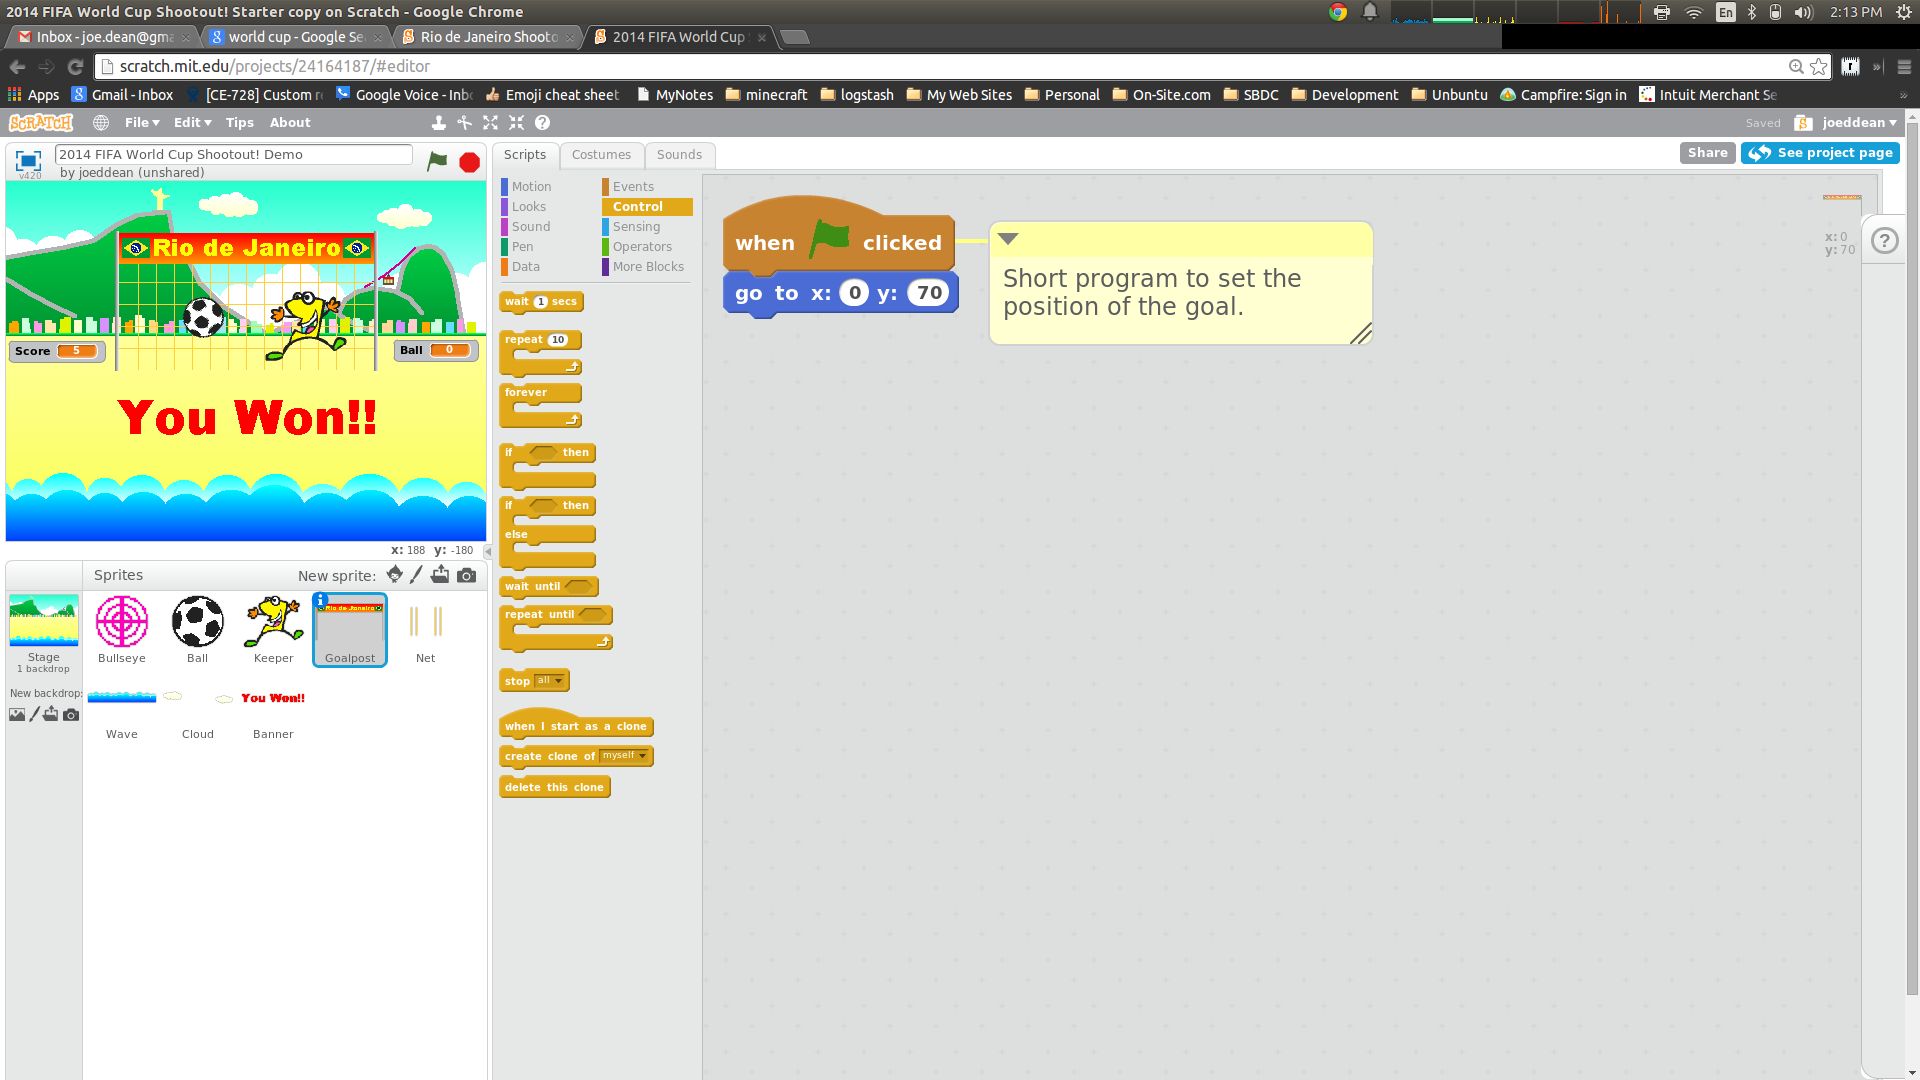 2014 FIFA World Cup Shootout! Starter copy on Scratch - Google Chrome
En
2:13 PM
Inbox - joe.dean@gma
world cup - Google Se
Rio de Janeiro Shooto
2014 FIFA World Cup
scratch.mit.edu/projects/24164187/#editor
Apps
Gmail - Inbox
[CE-728] Custom r
Google Voice - Inb
Emoji cheat sheet
MyNotes
minecraft
logstash
My Web Sites
Personal
On-Site.com
SBDC
Development
Unbuntu
Campfire: Sign in
Intuit Merchant Se
SCRATCH
File
Edit
Tips
About
Saved
joeddean
v420
2014 FIFA World Cup Shootout! Demo
by joeddean (unshared)
Scripts
Costumes
Sounds
Share
See project page
Rio de Janeiro
Score 5
Ball 0
You Won!!
x: 188 y: -180
Motion
Looks
Sound
Pen
Data
Events
Control
Sensing
Operators
More Blocks
wait 1 secs
repeat 10
forever
if then
if then
else
wait until
repeat until
stop all
when I start as a clone
create clone of myself
delete this clone
when clicked
go to x: 0 y: 70
Short program to set the
position of the goal.
x: 0
y: 70
Sprites
New sprite:
Stage
1 backdrop
New backdrop:
Bullseye
Ball
Keeper
Rio de Janeiro
Goalpost
Net
Wave
Cloud
You Won!!
Banner